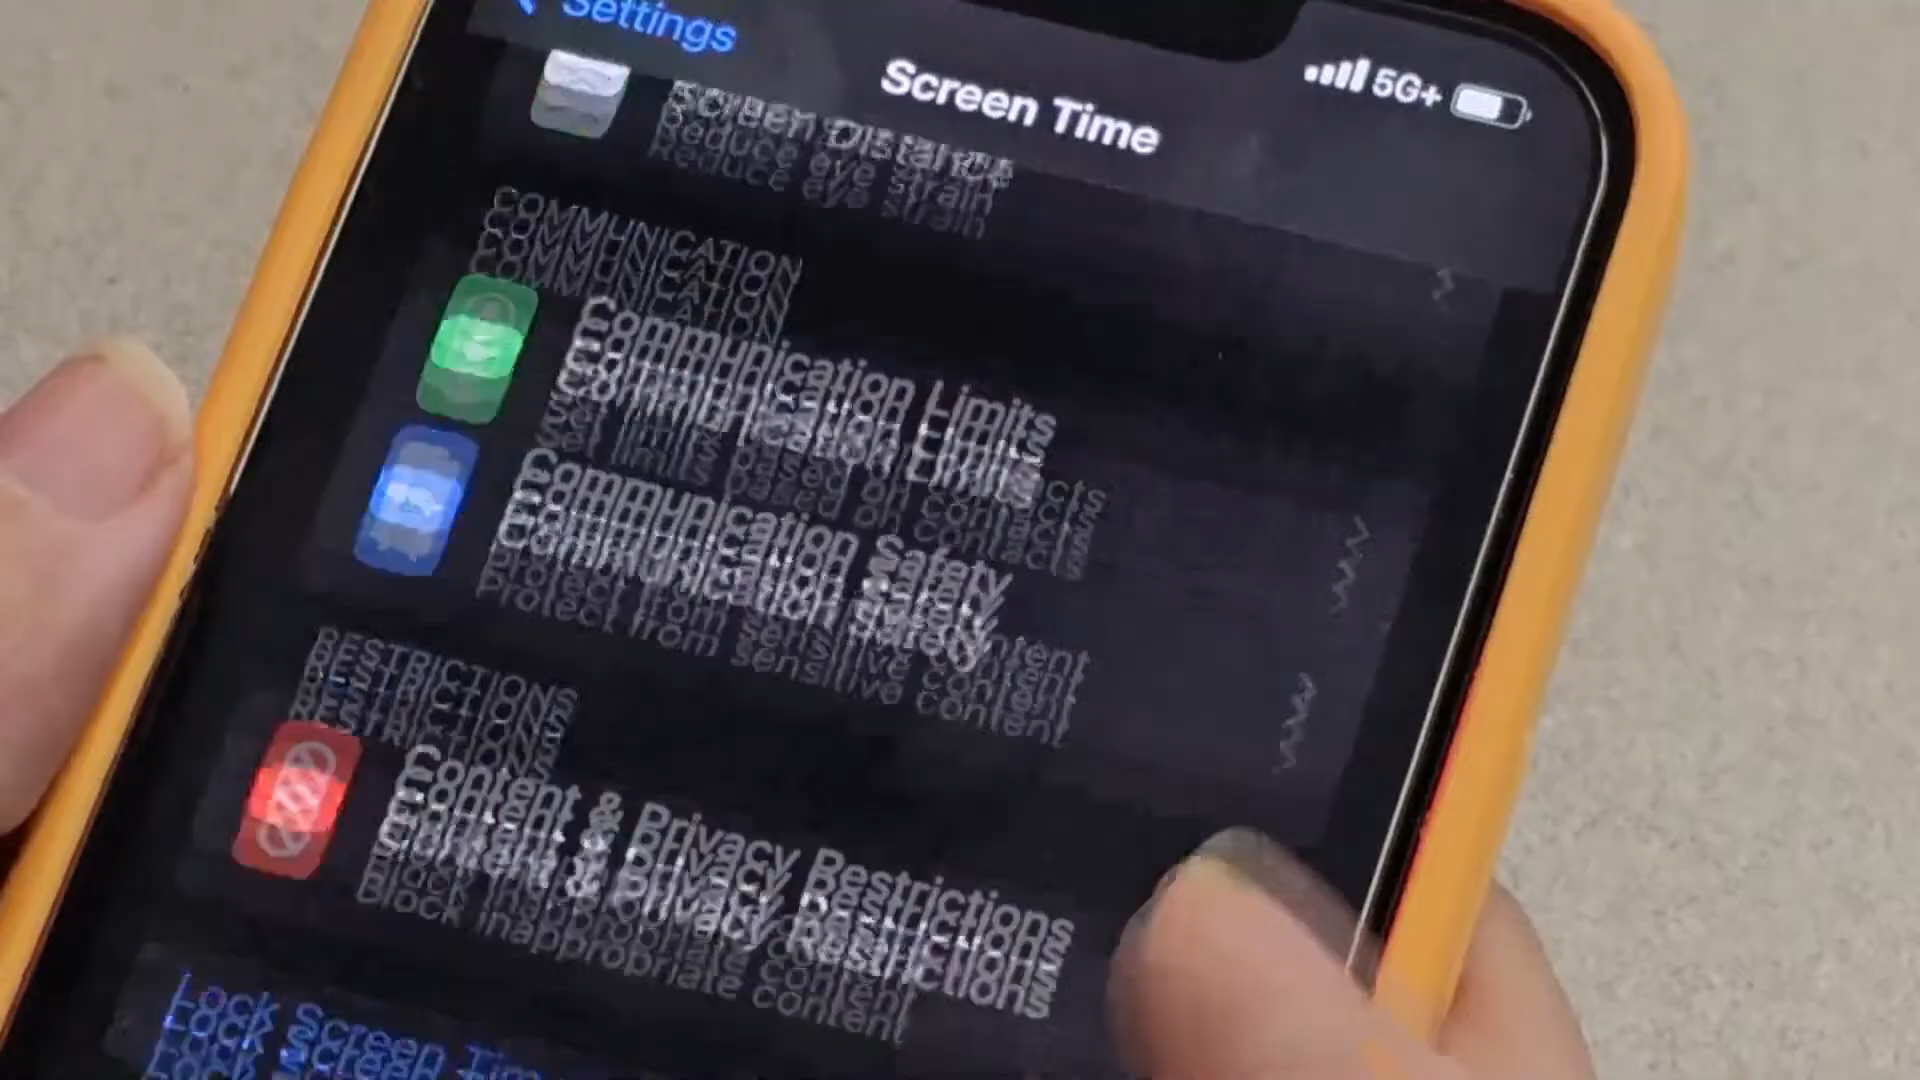 Settings
Screen Time
5G+
Screen Distance
Reduce eye strain
COMMUNICATION
Communication Limits
Set limits based on contacts
Communication Safety
Protect from sensitive content
RESTRICTIONS
Content & Privacy Restrictions
Block inappropriate content
Lock Screen Tim